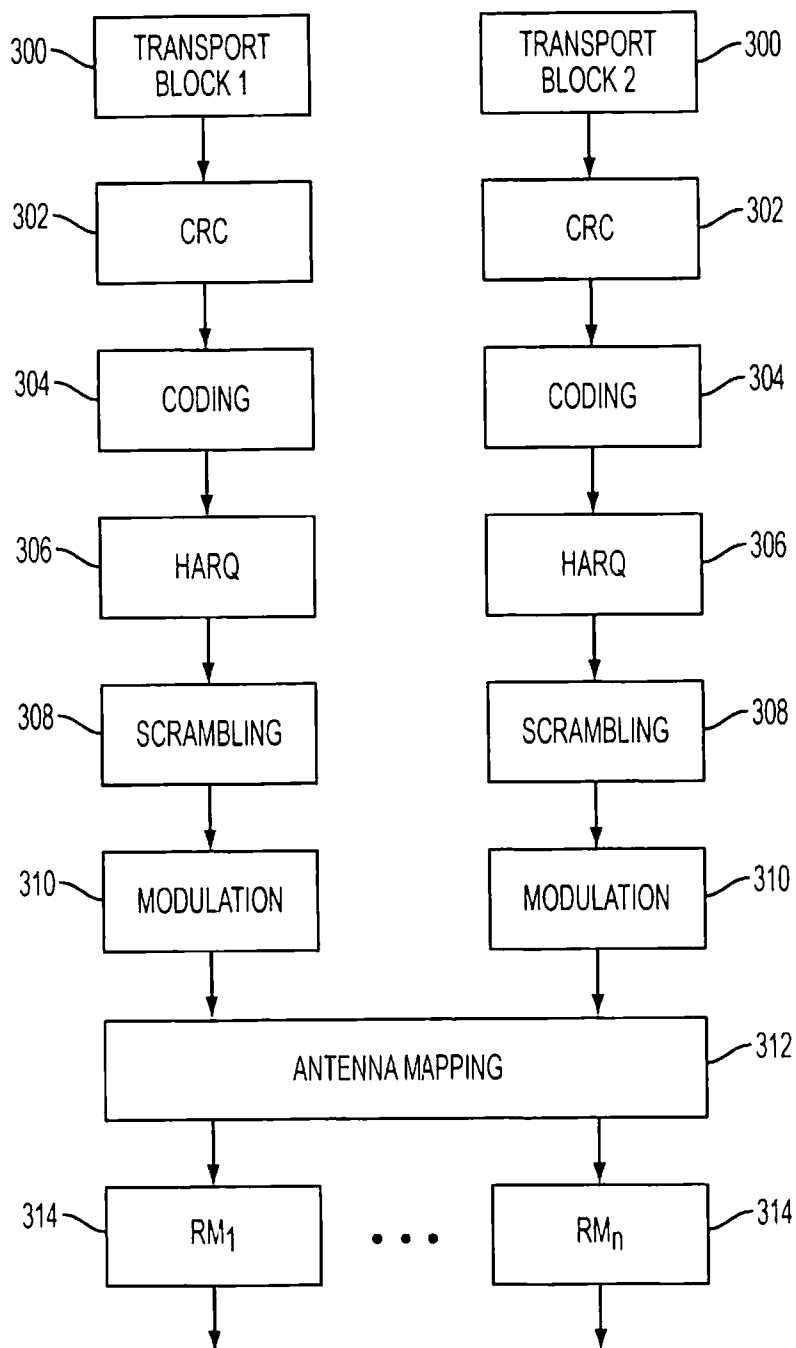 300 TRANSPORT BLOCK 1 TRANSPORT BLOCK 2 300
302 CRC CRC 302
304 CODING CODING 304
306 HARQ HARQ 306
308 SCRAMBLING SCRAMBLING 308
310 MODULATION MODULATION 310
ANTENNA MAPPING 312
314 RM1 • • • RMn 314